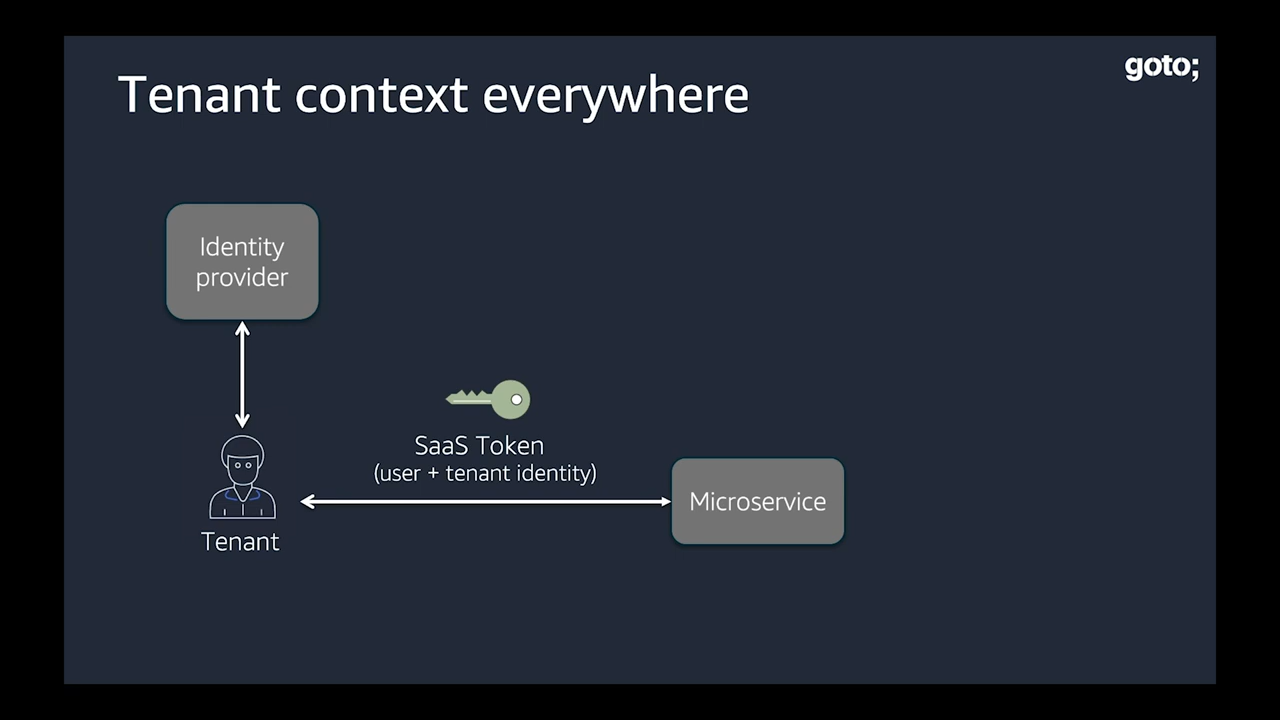 goto;
Tenant context everywhere
Identity
provider
SaaS Token
(user + tenant identity)
Microservice
Tenant